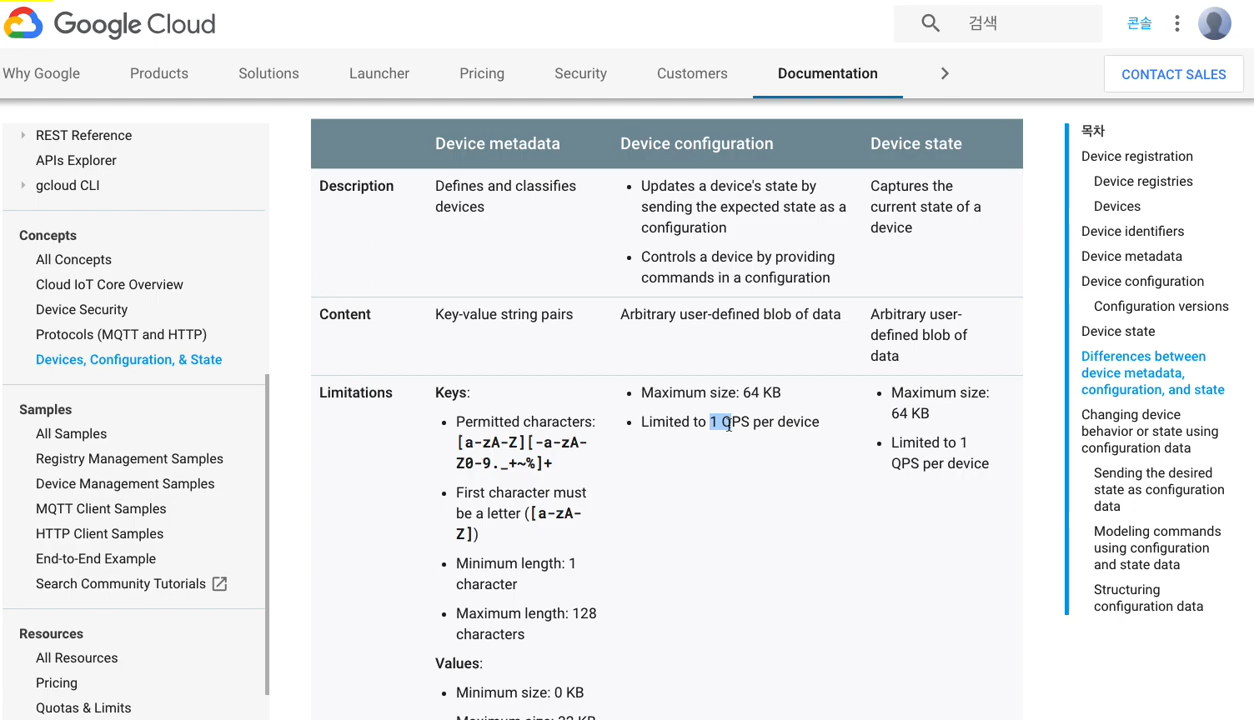 Google Cloud
검색
콘솔
Why Google
Products
Solutions
Launcher
Pricing
Security
Customers
Documentation
CONTACT SALES
REST Reference
APIs Explorer
gcloud CLI
Concepts
All Concepts
Cloud IoT Core Overview
Device Security
Protocols (MQTT and HTTP)
Devices, Configuration, & State
Samples
All Samples
Registry Management Samples
Device Management Samples
MQTT Client Samples
HTTP Client Samples
End-to-End Example
Search Community Tutorials
Resources
All Resources
Pricing
Quotas & Limits
Device metadata
Device configuration
Device state
Description
Defines and classifies
devices
Updates a device's state by
sending the expected state as a
configuration
Controls a device by providing
commands in a configuration
Captures the
current state of a
device
Content
Key-value string pairs
Arbitrary user-defined blob of data
Arbitrary user-
defined blob of
data
Limitations
Keys:
Permitted characters:
[a-zA-Z][-a-zA-
Z0-9._+~%]+
First character must
be a letter ([a-zA-
Z])
Minimum length: 1
character
Maximum length: 128
characters
Values:
Minimum size: 0 KB
Maximum size: 32 KB
Maximum size: 64 KB
Limited to 1 QPS per device
Maximum size:
64 KB
Limited to 1
QPS per device
목차
Device registration
Device registries
Devices
Device identifiers
Device metadata
Device configuration
Configuration versions
Device state
Differences between
device metadata,
configuration, and state
Changing device
behavior or state using
configuration data
Sending the desired
state as configuration
data
Modeling commands
using configuration
and state data
Structuring
configuration data